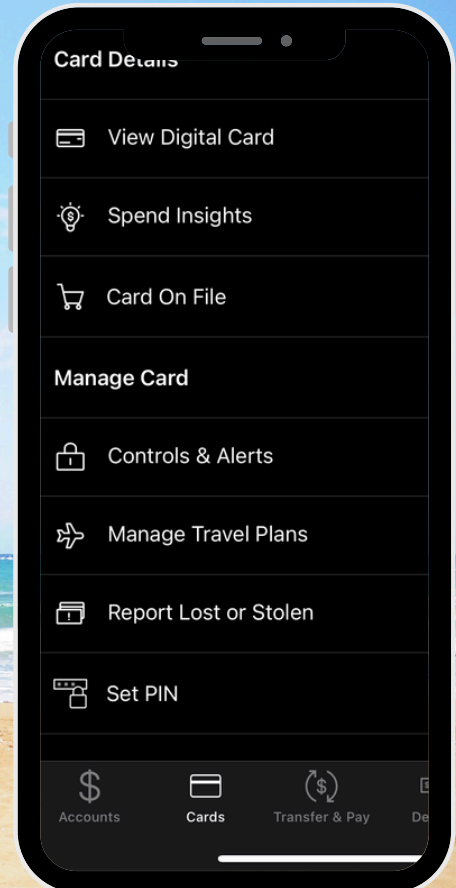 Card Details
View Digital Card
Spend Insights
Card On File
Manage Card
Controls & Alerts
Manage Travel Plans
Report Lost or Stolen
Set PIN
Accounts
Cards
Transfer & Pay
De